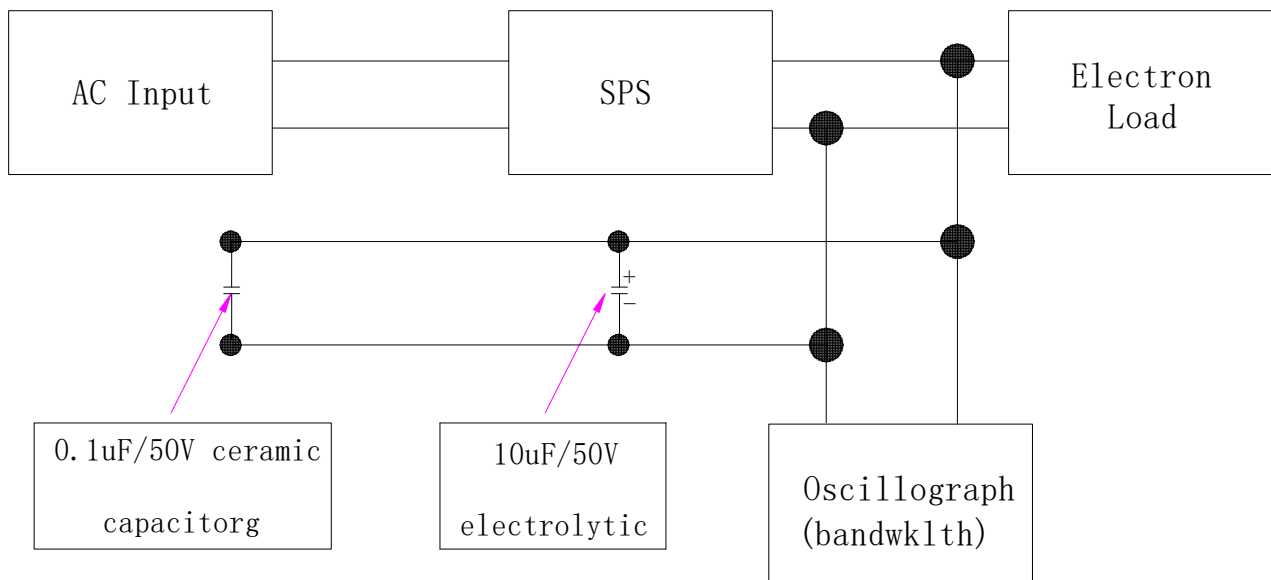 AC Input
SPS
Electron
Load
+
−
0.1uF/50V ceramic
capacitorg
10uF/50V
electrolytic
Oscillograph
(bandwklth)